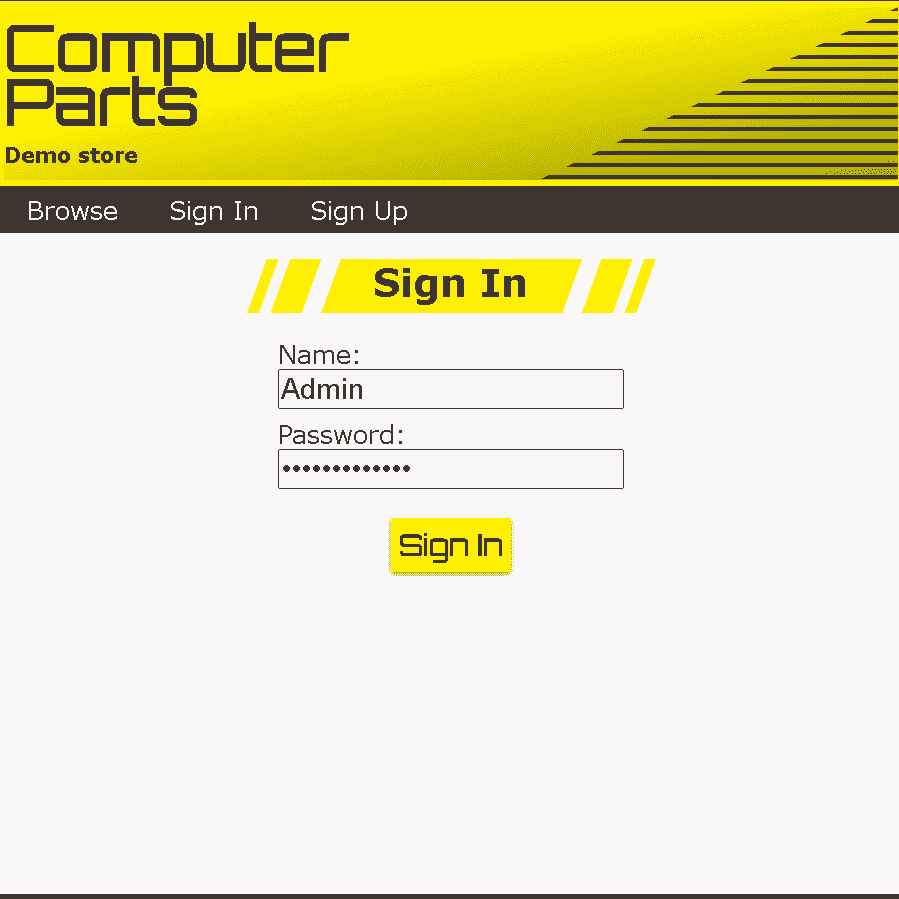 Computer
Parts
Demo store
Browse Sign In Sign Up
Sign In
Name:
Admin
Password:
•••••••••••••
Sign In